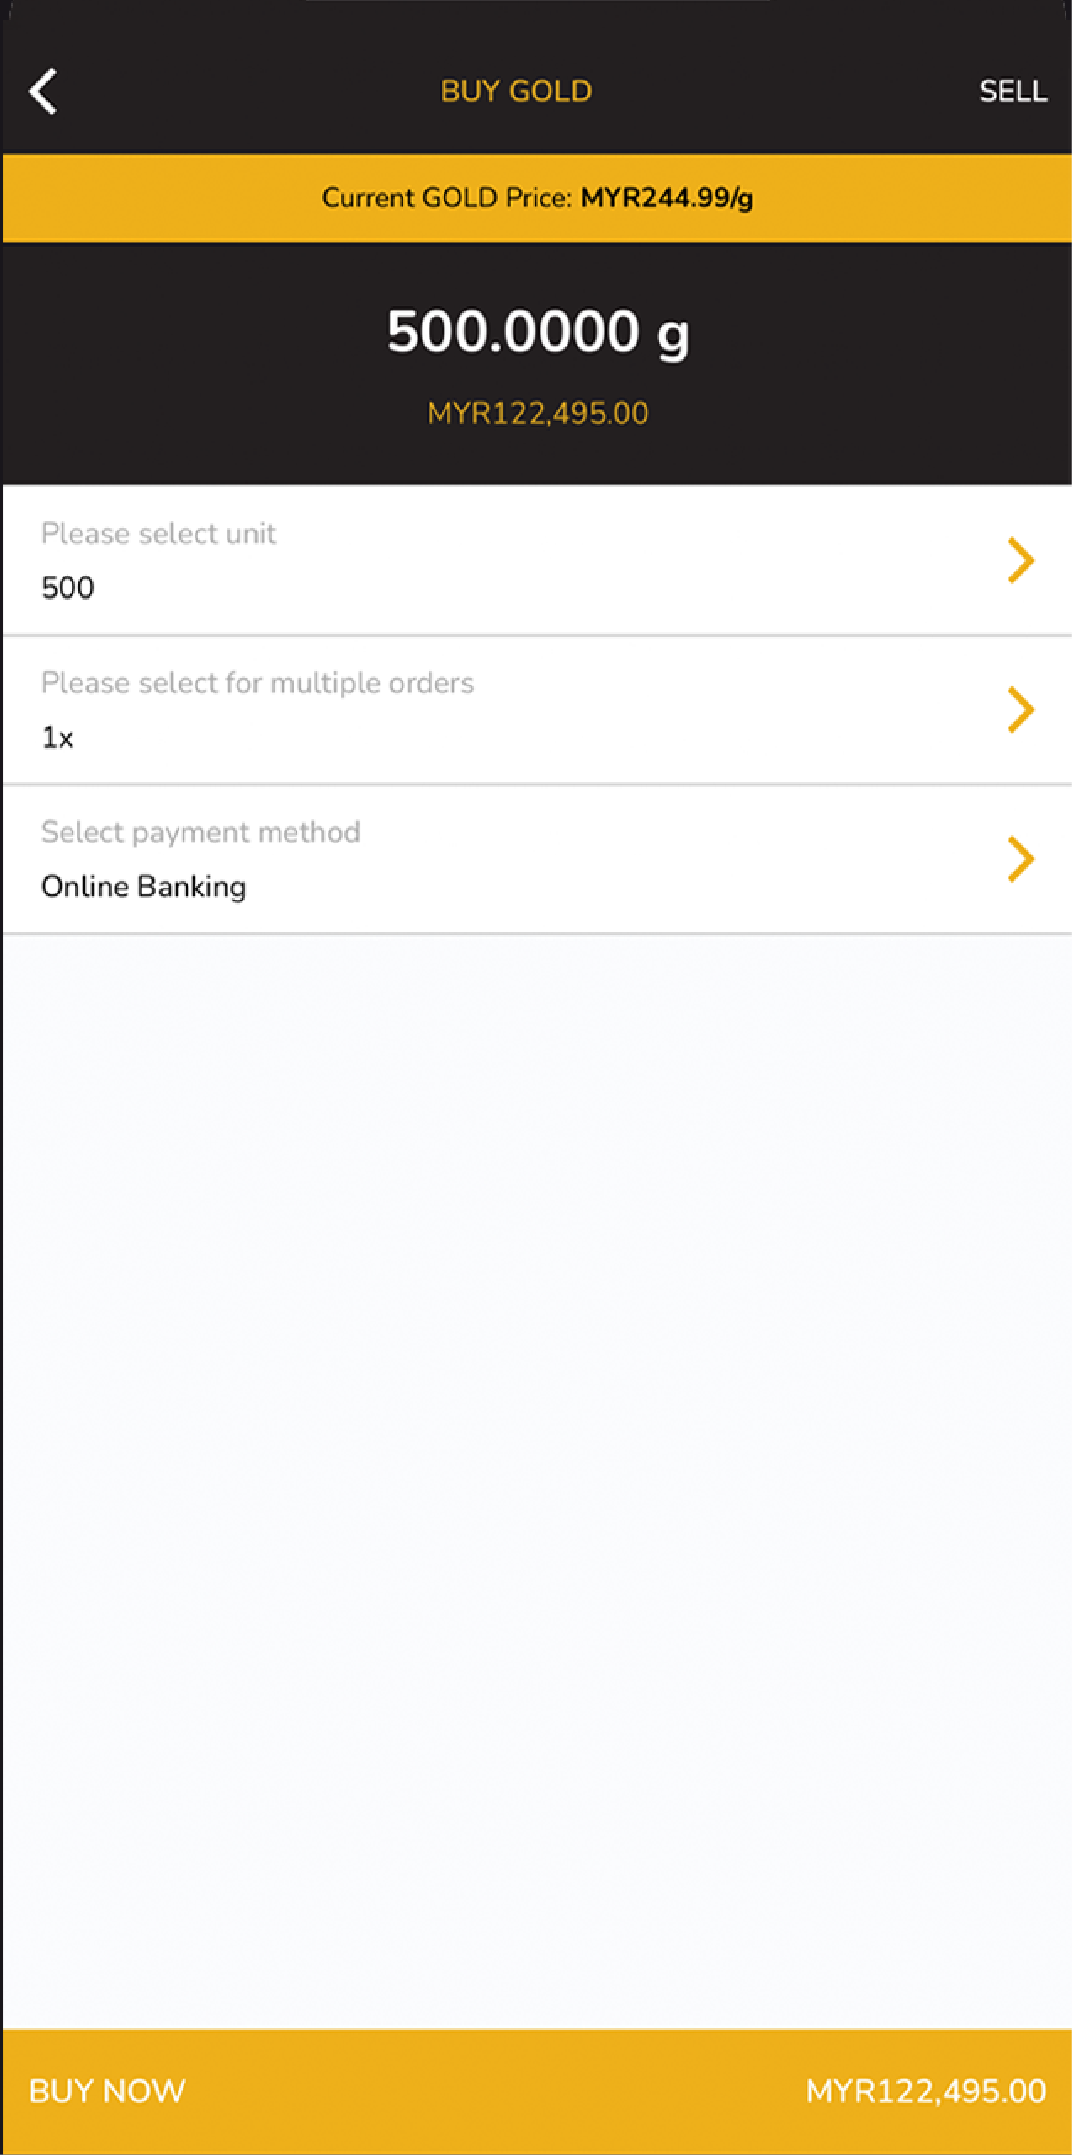 BUY GOLD
SELL
Current GOLD Price: MYR244.99/g
500.0000 g
MYR122,495.00
Please select unit
500
Please select for multiple orders
1x
Select payment method
Online Banking
BUY NOW
MYR122,495.00